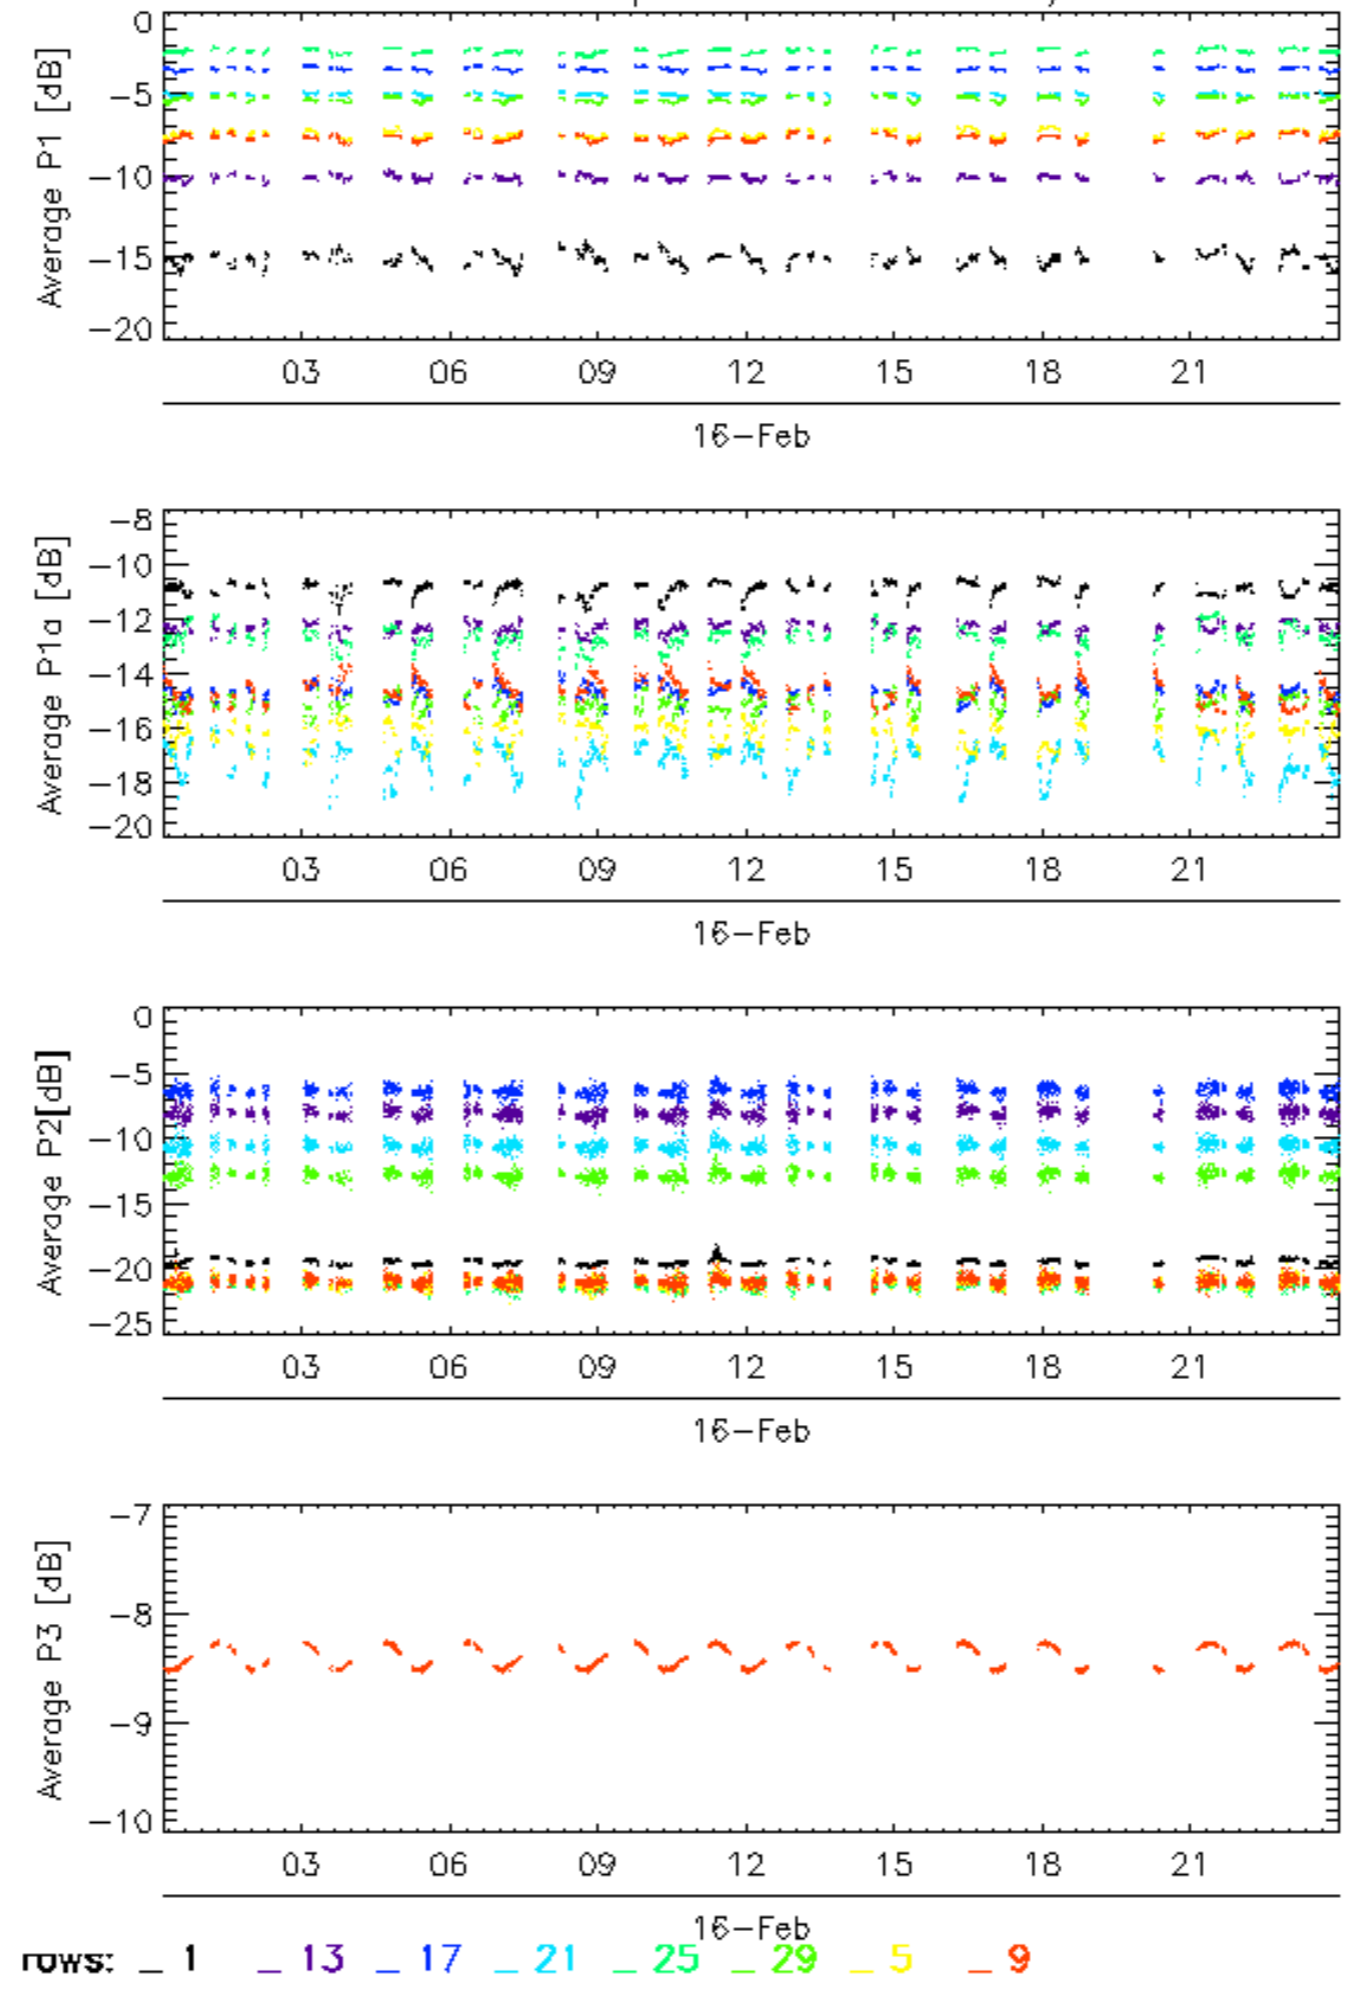 0
−5
−10
−15
−20
Average P1 [dB]
03 06 09 12 15 18 21
16−Feb
−8
−10
−12
−14
−16
−18
−20
Average P1a [dB]
03 06 09 12 15 18 21
16−Feb
0
−5
−10
−15
−20
−25
Average P2[dB]
03 06 09 12 15 18 21
16−Feb
−7
−8
−9
−10
Average P3 [dB]
03 06 09 12 15 18 21
16−Feb
rows: _ 1 _ 13 _ 17 _ 21 _ 25 _ 29 _ 5 _ 9